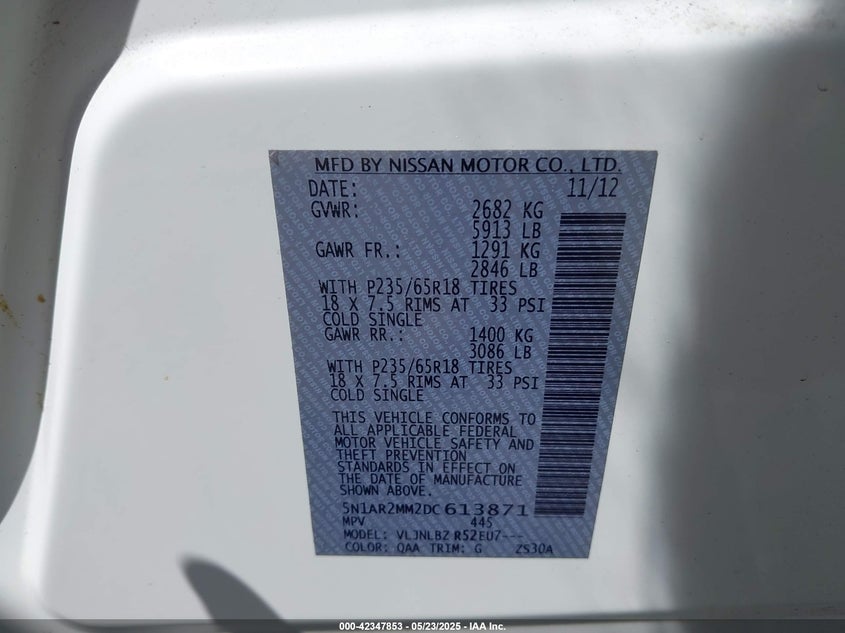 MFD BY NISSAN MOTOR CO., LTD.
DATE: 11/12
GVWR: 2682 KG
5913 LB
GAWR FR.: 1291 KG
2846 LB
WITH P235/65R18 TIRES
18 X 7.5 RIMS AT 33 PSI
COLD SINGLE
GAWR RR.: 1400 KG
3086 LB
WITH P235/65R18 TIRES
18 X 7.5 RIMS AT 33 PSI
COLD SINGLE
THIS VEHICLE CONFORMS TO
ALL APPLICABLE FEDERAL
MOTOR VEHICLE SAFETY AND
THEFT PREVENTION
STANDARDS IN EFFECT ON
THE DATE OF MANUFACTURE
SHOWN ABOVE.
5N1AR2MM2DC613871
MPV 445
MODEL: VLJNLBZ R52EU7---
COLOR: QAA TRIM: G ZS30A
000-42347853 - 05/23/2025 - IAA Inc.